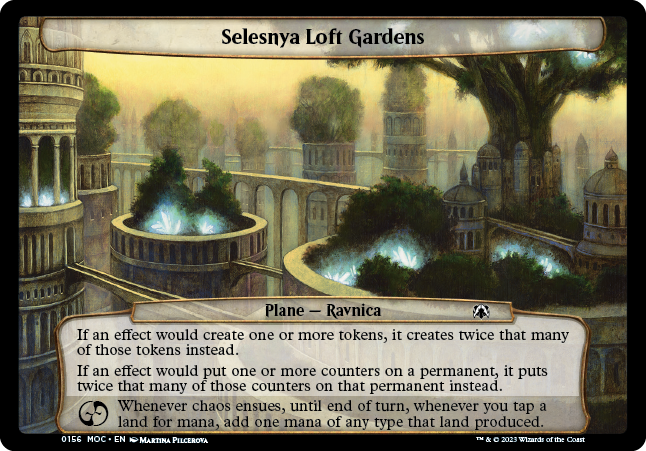 Selesnya Loft Gardens
Plane — Ravnica
If an effect would create one or more tokens, it creates twice that many
of those tokens instead.
If an effect would put one or more counters on a permanent, it puts
twice that many of those counters on that permanent instead.
Whenever chaos ensues, until end of turn, whenever you tap a
land for mana, add one mana of any type that land produced.
0156 MOC • EN Martina Pilcerova
™ & © 2023 Wizards of the Coast